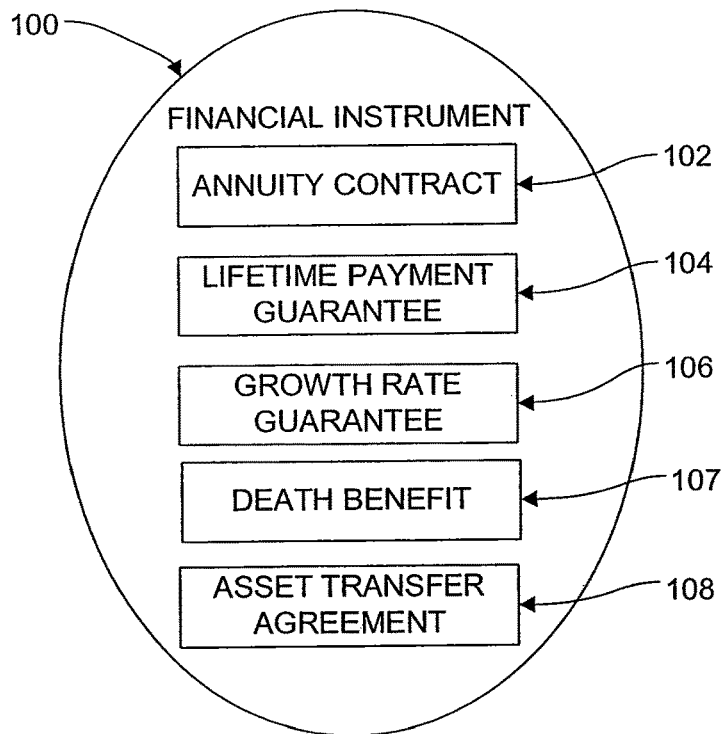 100
FINANCIAL INSTRUMENT
ANNUITY CONTRACT
102
LIFETIME PAYMENT
GUARANTEE
104
GROWTH RATE
GUARANTEE
106
DEATH BENEFIT
107
ASSET TRANSFER
AGREEMENT
108